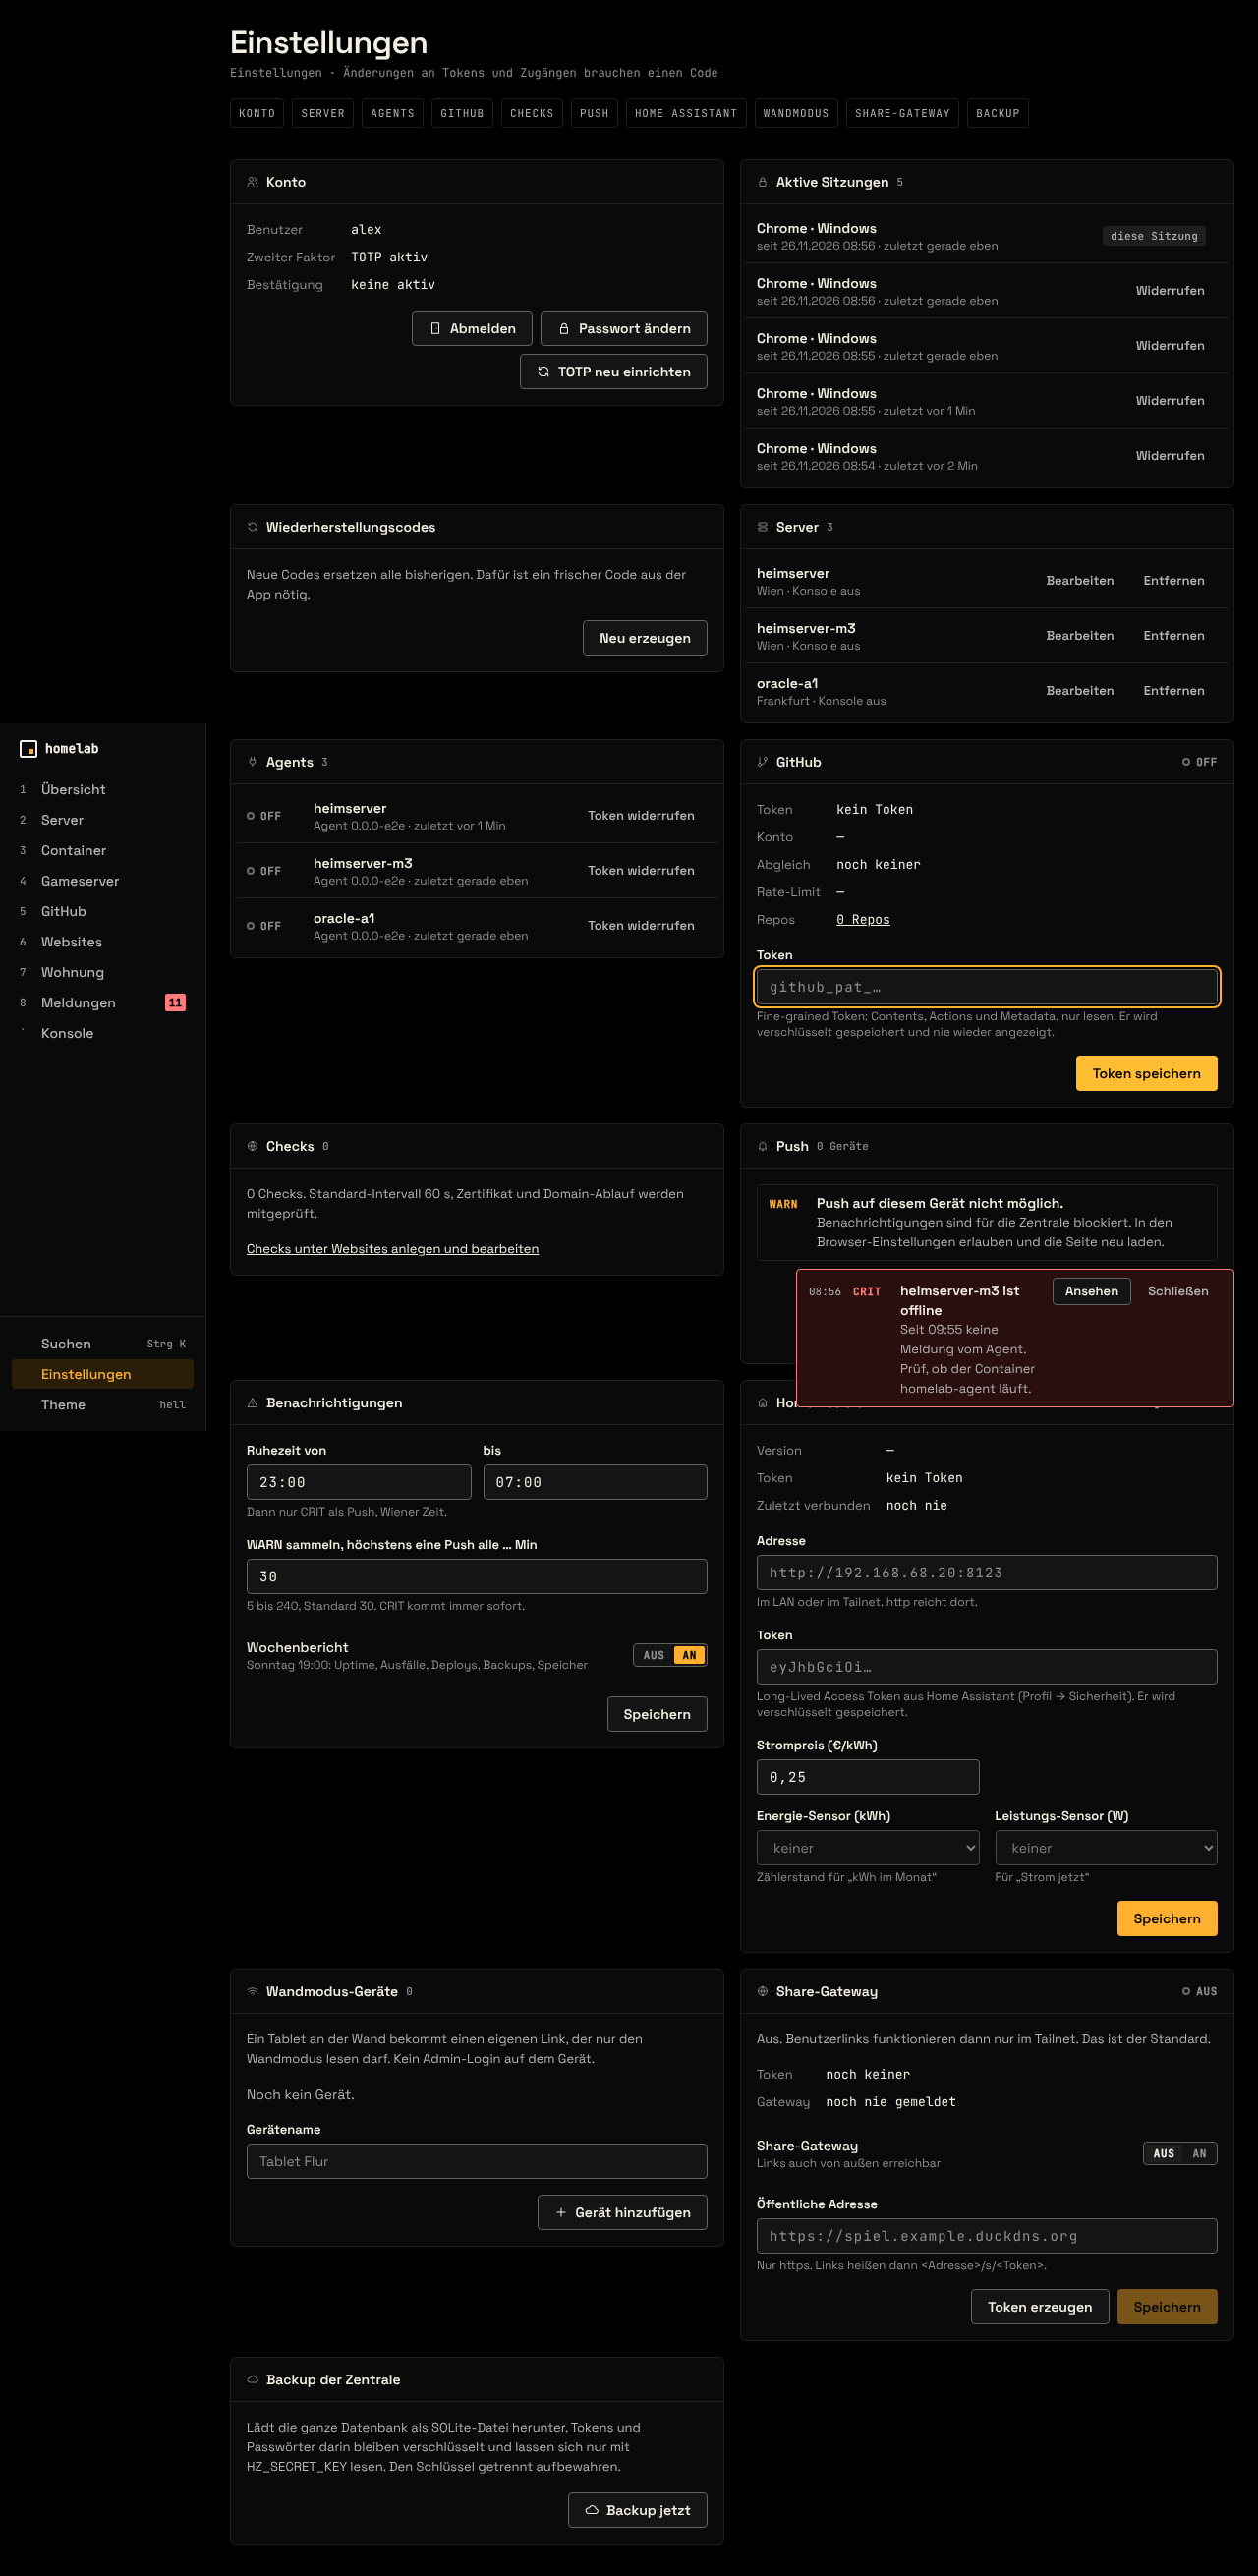 Einstellungen
Einstellungen · Änderungen an Tokens und Zugängen brauchen einen Code
KONTO
SERVER
AGENTS
GITHUB
CHECKS
PUSH
HOME ASSISTANT
WANDMODUS
SHARE-GATEWAY
BACKUP
Konto
Benutzer alex
Zweiter Faktor TOTP aktiv
Bestätigung keine aktiv
Abmelden
Passwort ändern
TOTP neu einrichten
Aktive Sitzungen 5
Chrome · Windows
seit 26.11.2026 08:56 · zuletzt gerade eben
diese Sitzung
Chrome · Windows
seit 26.11.2026 08:56 · zuletzt gerade eben
Widerrufen
Chrome · Windows
seit 26.11.2026 08:55 · zuletzt gerade eben
Widerrufen
Chrome · Windows
seit 26.11.2026 08:55 · zuletzt vor 1 Min
Widerrufen
Chrome · Windows
seit 26.11.2026 08:54 · zuletzt vor 2 Min
Widerrufen
Wiederherstellungscodes
Neue Codes ersetzen alle bisherigen. Dafür ist ein frischer Code aus der
App nötig.
Neu erzeugen
Server 3
heimserver
Wien · Konsole aus
Bearbeiten
Entfernen
heimserver-m3
Wien · Konsole aus
Bearbeiten
Entfernen
oracle-a1
Frankfurt · Konsole aus
Bearbeiten
Entfernen
homelab
1 Übersicht
2 Server
3 Container
4 Gameserver
5 GitHub
6 Websites
7 Wohnung
8 Meldungen 11
` Konsole
Suchen Strg K
Einstellungen
Theme hell
Agents 3
OFF
heimserver
Agent 0.0.0-e2e · zuletzt vor 1 Min
Token widerrufen
OFF
heimserver-m3
Agent 0.0.0-e2e · zuletzt gerade eben
Token widerrufen
OFF
oracle-a1
Agent 0.0.0-e2e · zuletzt gerade eben
Token widerrufen
GitHub
OFF
Token kein Token
Konto —
Abgleich noch keiner
Rate-Limit —
Repos 0 Repos
Token
github_pat_…
Fine-grained Token: Contents, Actions und Metadata, nur lesen. Er wird
verschlüsselt gespeichert und nie wieder angezeigt.
Token speichern
Checks 0
0 Checks. Standard-Intervall 60 s, Zertifikat und Domain-Ablauf werden
mitgeprüft.
Checks unter Websites anlegen und bearbeiten
Push 0 Geräte
WARN
Push auf diesem Gerät nicht möglich.
Benachrichtigungen sind für die Zentrale blockiert. In den
Browser-Einstellungen erlauben und die Seite neu laden.
08:56 CRIT
heimserver-m3 ist
offline
Seit 09:55 keine
Meldung vom Agent.
Prüf, ob der Container
homelab-agent läuft.
Ansehen
Schließen
Benachrichtigungen
Ruhezeit von
23:00
bis
07:00
Dann nur CRIT als Push, Wiener Zeit.
WARN sammeln, höchstens eine Push alle … Min
30
5 bis 240, Standard 30. CRIT kommt immer sofort.
Wochenbericht
Sonntag 19:00: Uptime, Ausfälle, Deploys, Backups, Speicher
AUS AN
Speichern
Version —
Token kein Token
Zuletzt verbunden noch nie
Adresse
http://192.168.68.20:8123
Im LAN oder im Tailnet. http reicht dort.
Token
eyJhbGciOi…
Long-Lived Access Token aus Home Assistant (Profil → Sicherheit). Er wird
verschlüsselt gespeichert.
Strompreis (€/kWh)
0,25
Energie-Sensor (kWh)
keiner
Zählerstand für „kWh im Monat“
Leistungs-Sensor (W)
keiner
Für „Strom jetzt“
Speichern
Wandmodus-Geräte 0
Ein Tablet an der Wand bekommt einen eigenen Link, der nur den
Wandmodus lesen darf. Kein Admin-Login auf dem Gerät.
Noch kein Gerät.
Gerätename
Tablet Flur
Gerät hinzufügen
Share-Gateway
AUS
Aus. Benutzerlinks funktionieren dann nur im Tailnet. Das ist der Standard.
Token noch keiner
Gateway noch nie gemeldet
Share-Gateway
Links auch von außen erreichbar
AUS AN
Öffentliche Adresse
https://spiel.example.duckdns.org
Nur https. Links heißen dann <Adresse>/s/<Token>.
Token erzeugen
Speichern
Backup der Zentrale
Lädt die ganze Datenbank als SQLite-Datei herunter. Tokens und
Passwörter darin bleiben verschlüsselt und lassen sich nur mit
HZ_SECRET_KEY lesen. Den Schlüssel getrennt aufbewahren.
Backup jetzt